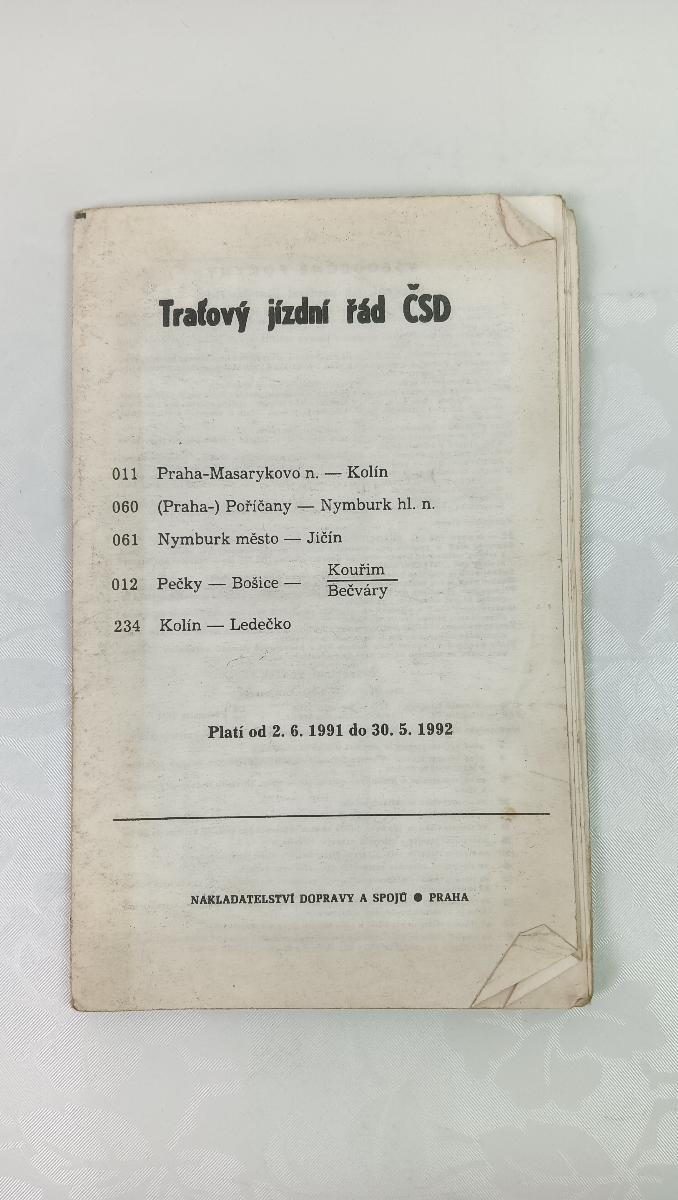 Traťový jízdní řád ČSD
011 Praha-Masarykovo n. — Kolín
060 (Praha-) Poříčany — Nymburk hl. n.
061 Nymburk město — Jičín
012 Pečky — Bošice — Kouřim
Bečváry
234 Kolín — Ledečko
Platí od 2. 6. 1991 do 30. 5. 1992
NAKLADATELSTVÍ DOPRAVY A SPOJŮ ● PRAHA